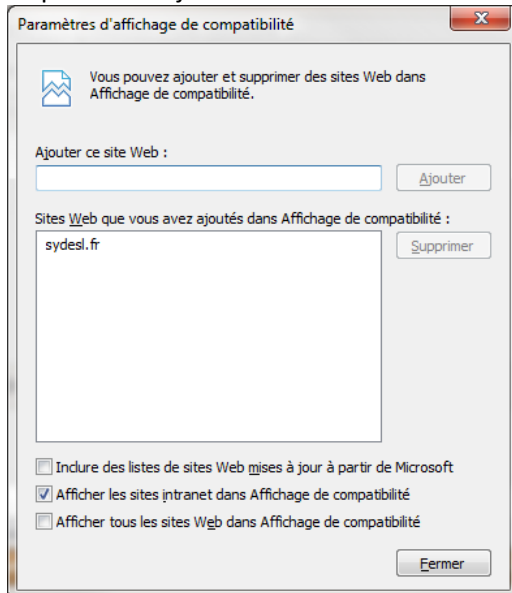 Paramètres d'affichage de compatibilité
Vous pouvez ajouter et supprimer des sites Web dans
Affichage de compatibilité.
Ajouter ce site Web :
Ajouter
Sites Web que vous avez ajoutés dans Affichage de compatibilité :
sydesl.fr
Supprimer
Inclure des listes de sites Web mises à jour à partir de Microsoft
Afficher les sites intranet dans Affichage de compatibilité
Afficher tous les sites Web dans Affichage de compatibilité
Fermer